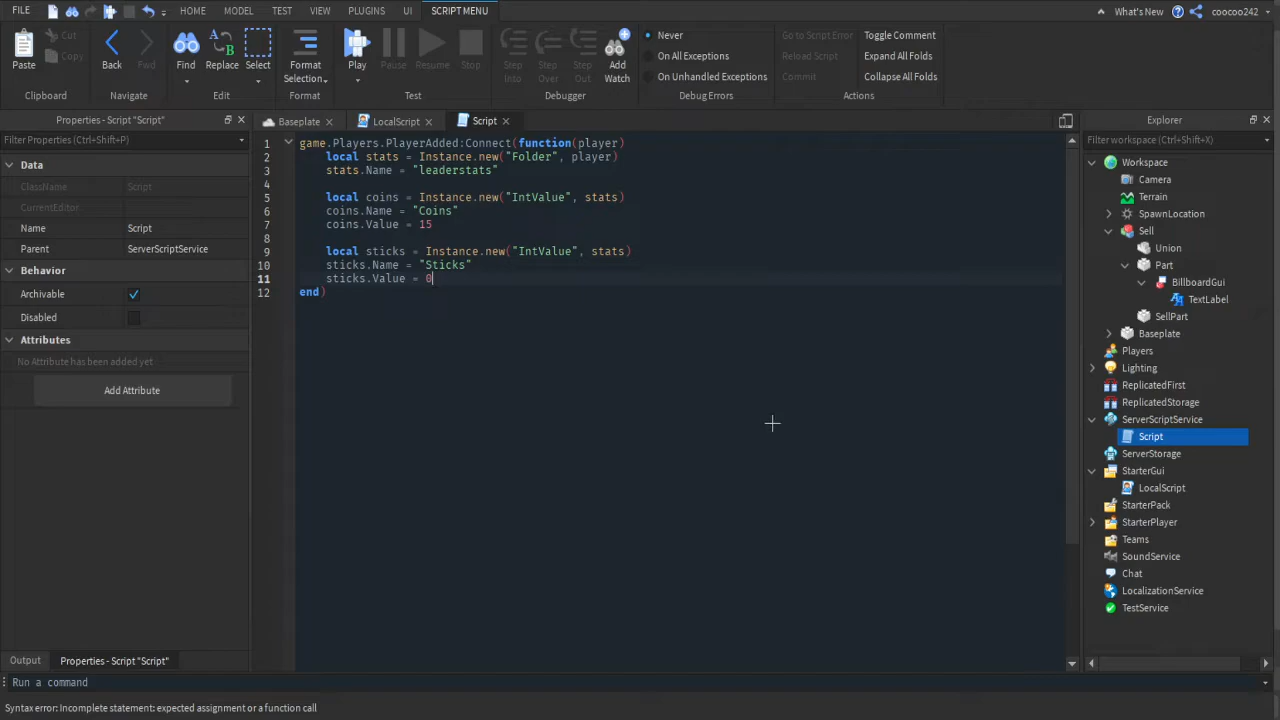 FILE HOME MODEL TEST VIEW PLUGINS UI SCRIPT MENU What's New coocoo242
Paste Cut Copy
Clipboard
Back Fwd
Navigate
Find Replace Select
Edit
Format Selection
Format
Play Pause Resume Stop
Test
Step Into Step Over Step Out Add Watch
Debugger
Never
On All Exceptions
On Unhandled Exceptions
Debug Errors
Go to Script Error
Reload Script
Commit
Toggle Comment
Expand All Folds
Collapse All Folds
Actions
Properties - Script "Script"
Filter Properties (Ctrl+Shift+P)
Data
ClassName Script
CurrentEditor
Name Script
Parent ServerScriptService
Behavior
Archivable
Disabled
Attributes
No Attribute has been added yet
Add Attribute
Output Properties - Script "Script"
Baseplate LocalScript Script
1 game.Players.PlayerAdded:Connect(function(player)
2 local stats = Instance.new("Folder", player)
3 stats.Name = "leaderstats"
4
5 local coins = Instance.new("IntValue", stats)
6 coins.Name = "Coins"
7 coins.Value = 15
8
9 local sticks = Instance.new("IntValue", stats)
10 sticks.Name = "Sticks"
11 sticks.Value = 0
12 end)
Explorer
Filter workspace (Ctrl+Shift+X)
Workspace
Camera
Terrain
SpawnLocation
Sell
Union
Part
BillboardGui
TextLabel
SellPart
Baseplate
Players
Lighting
ReplicatedFirst
ReplicatedStorage
ServerScriptService
Script
ServerStorage
StarterGui
LocalScript
StarterPack
StarterPlayer
Teams
SoundService
Chat
LocalizationService
TestService
Run a command
Syntax error: Incomplete statement: expected assignment or a function call